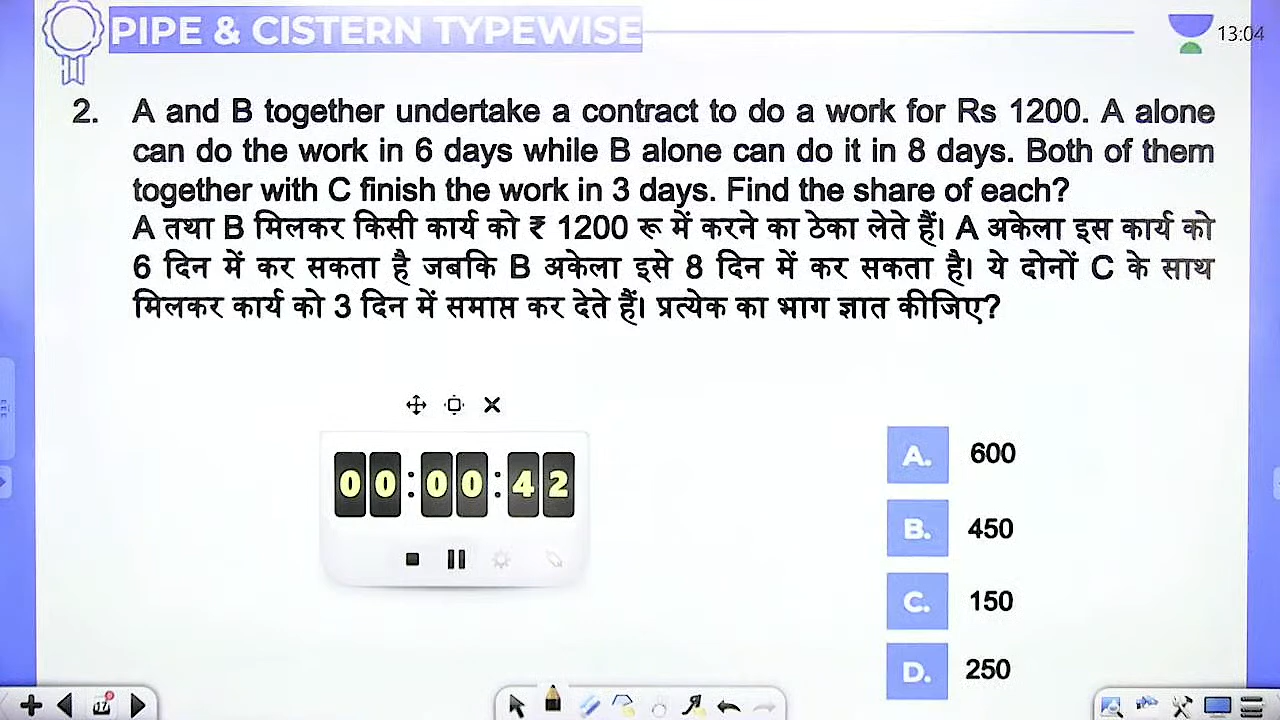 PIPE & CISTERN TYPEWISE
13:04
2. A and B together undertake a contract to do a work for Rs 1200. A alone
can do the work in 6 days while B alone can do it in 8 days. Both of them
together with C finish the work in 3 days. Find the share of each?
A तथा B मिलकर किसी कार्य को ₹ 1200 रू में करने का ठेका लेते हैं। A अकेला इस कार्य को
6 दिन में कर सकता है जबकि B अकेला इसे 8 दिन में कर सकता है। ये दोनों C के साथ
मिलकर कार्य को 3 दिन में समाप्त कर देते हैं। प्रत्येक का भाग ज्ञात कीजिए?
00:00:42
A. 600
B. 450
C. 150
D. 250
17